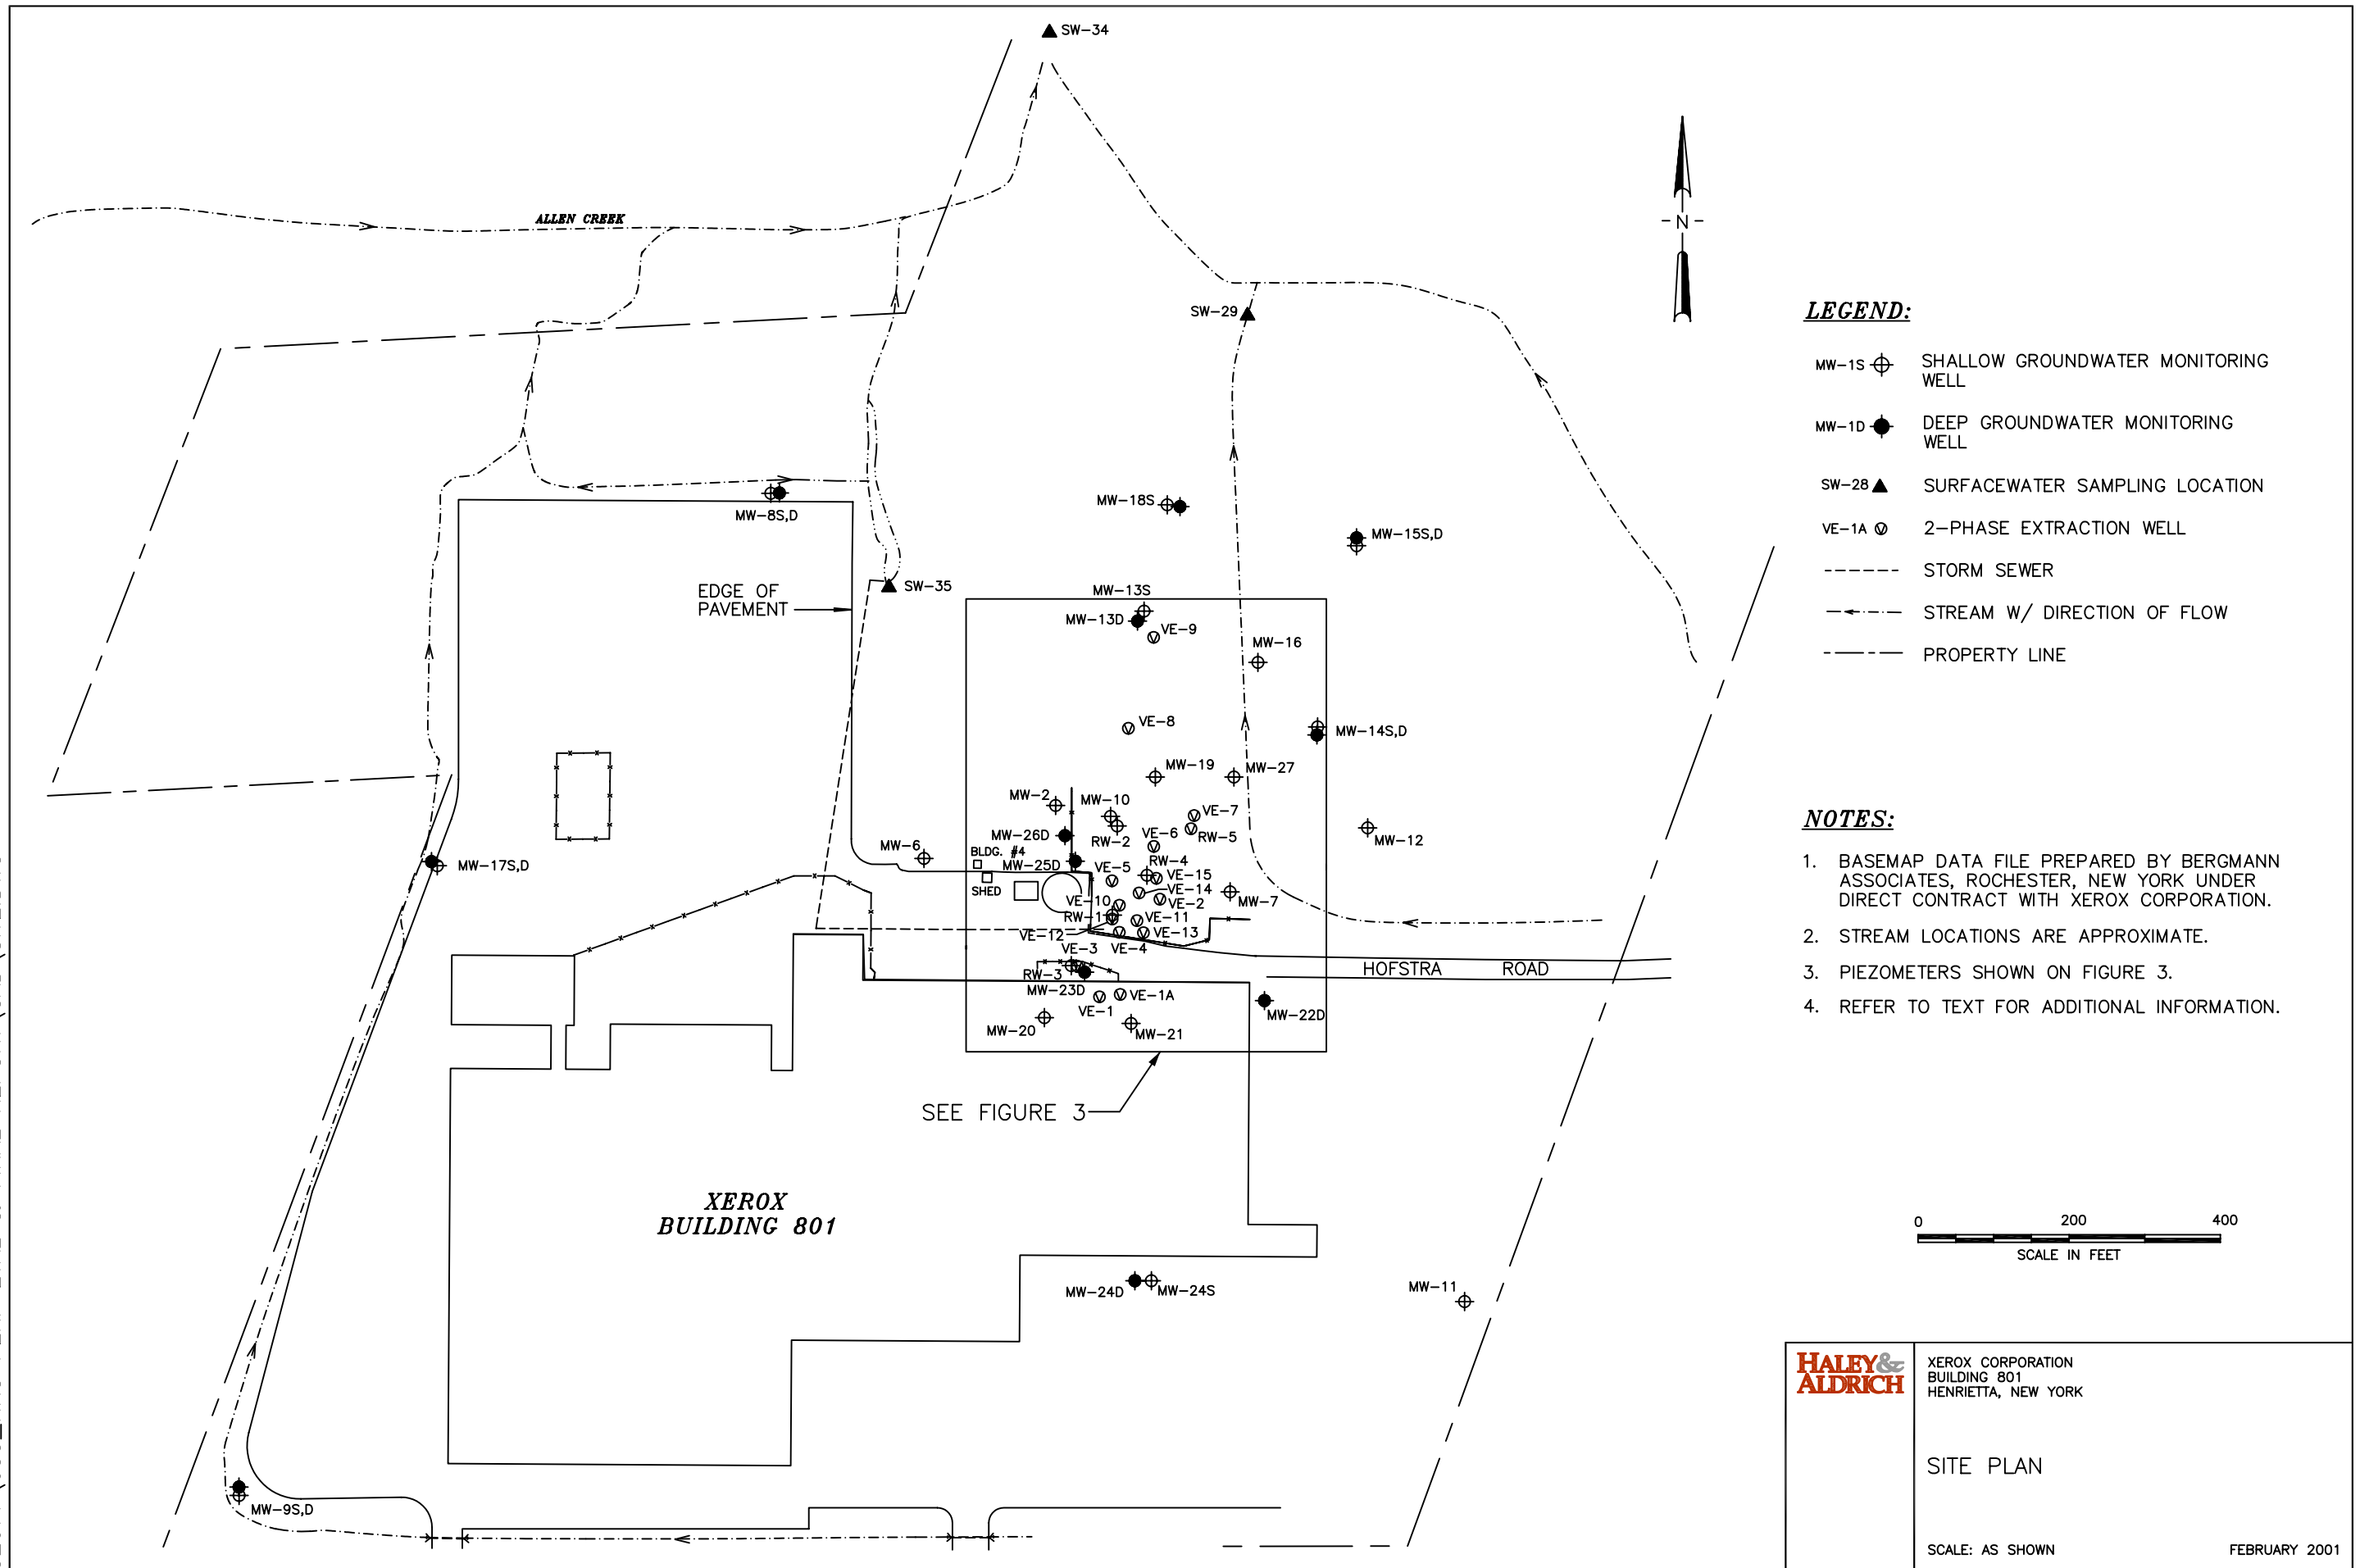 SW-34
ALLEN CREEK
N
SW-29
MW-8S,D
MW-18S
MW-15S,D
EDGE OF
PAVEMENT
SW-35
MW-13S
MW-13D
VE-9
MW-16
VE-8
MW-14S,D
MW-19
MW-27
MW-2
MW-10
VE-7
MW-26D
RW-2
VE-6
RW-5
MW-12
MW-6
BLDG. #4
MW-25D
VE-5
RW-4
VE-15
MW-17S,D
SHED
VE-14
VE-10
VE-2
MW-7
RW-1
VE-11
VE-12
VE-13
VE-3
VE-4
RW-3
HOFSTRA ROAD
MW-23D
VE-1A
VE-1
MW-22D
MW-20
MW-21
SEE FIGURE 3
XEROX
BUILDING 801
MW-24D
MW-24S
MW-11
MW-9S,D
LEGEND:
MW-1S SHALLOW GROUNDWATER MONITORING
WELL
MW-1D DEEP GROUNDWATER MONITORING
WELL
SW-28 SURFACEWATER SAMPLING LOCATION
VE-1A 2-PHASE EXTRACTION WELL
STORM SEWER
STREAM W/ DIRECTION OF FLOW
PROPERTY LINE
NOTES:
1. BASEMAP DATA FILE PREPARED BY BERGMANN
ASSOCIATES, ROCHESTER, NEW YORK UNDER
DIRECT CONTRACT WITH XEROX CORPORATION.
2. STREAM LOCATIONS ARE APPROXIMATE.
3. PIEZOMETERS SHOWN ON FIGURE 3.
4. REFER TO TEXT FOR ADDITIONAL INFORMATION.
0 200 400
SCALE IN FEET
HALEY&
ALDRICH
XEROX CORPORATION
BUILDING 801
HENRIETTA, NEW YORK
SITE PLAN
SCALE: AS SHOWN
FEBRUARY 2001